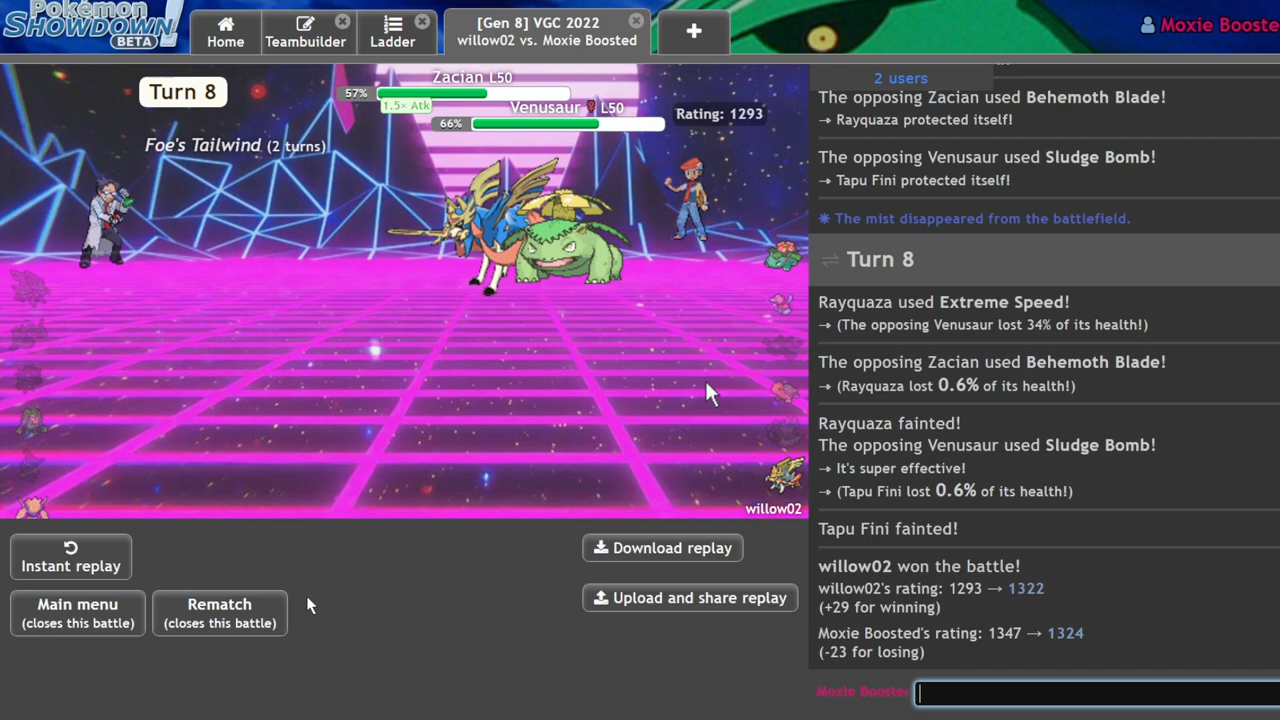 Pokémon
SHOWDOWN!
BETA
Home
Teambuilder
Ladder
[Gen 8] VGC 2022
willow02 vs. Moxie Boosted
Moxie Booste
Turn 8
Foe's Tailwind (2 turns)
Zacian L50
57%
1.5× Atk
Venusaur L50
66%
Rating: 1293
willow02
Instant replay
Main menu
(closes this battle)
Rematch
(closes this battle)
Download replay
Upload and share replay
2 users
The opposing Zacian used Behemoth Blade!
→ Rayquaza protected itself!
The opposing Venusaur used Sludge Bomb!
→ Tapu Fini protected itself!
The mist disappeared from the battlefield.
Turn 8
Rayquaza used Extreme Speed!
→ (The opposing Venusaur lost 34% of its health!)
The opposing Zacian used Behemoth Blade!
→ (Rayquaza lost 0.6% of its health!)
Rayquaza fainted!
The opposing Venusaur used Sludge Bomb!
→ It's super effective!
→ (Tapu Fini lost 0.6% of its health!)
Tapu Fini fainted!
willow02 won the battle!
willow02's rating: 1293 → 1322
(+29 for winning)
Moxie Boosted's rating: 1347 → 1324
(-23 for losing)
Moxie Boosted: